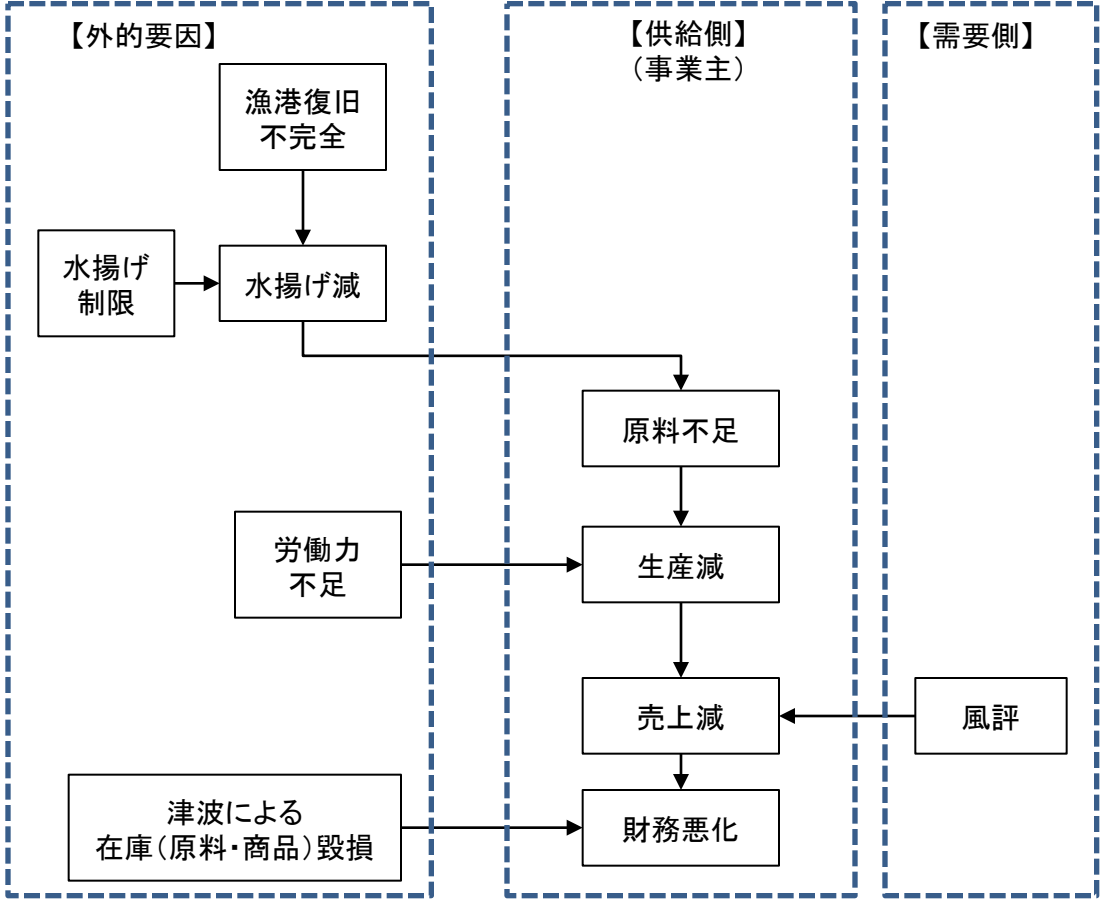 【外的要因】
漁港復旧
不完全
水揚げ
制限
水揚げ減
労働力
不足
津波による
在庫（原料・商品）毀損
【供給側】
（事業主）
原料不足
生産減
売上減
財務悪化
【需要側】
風評